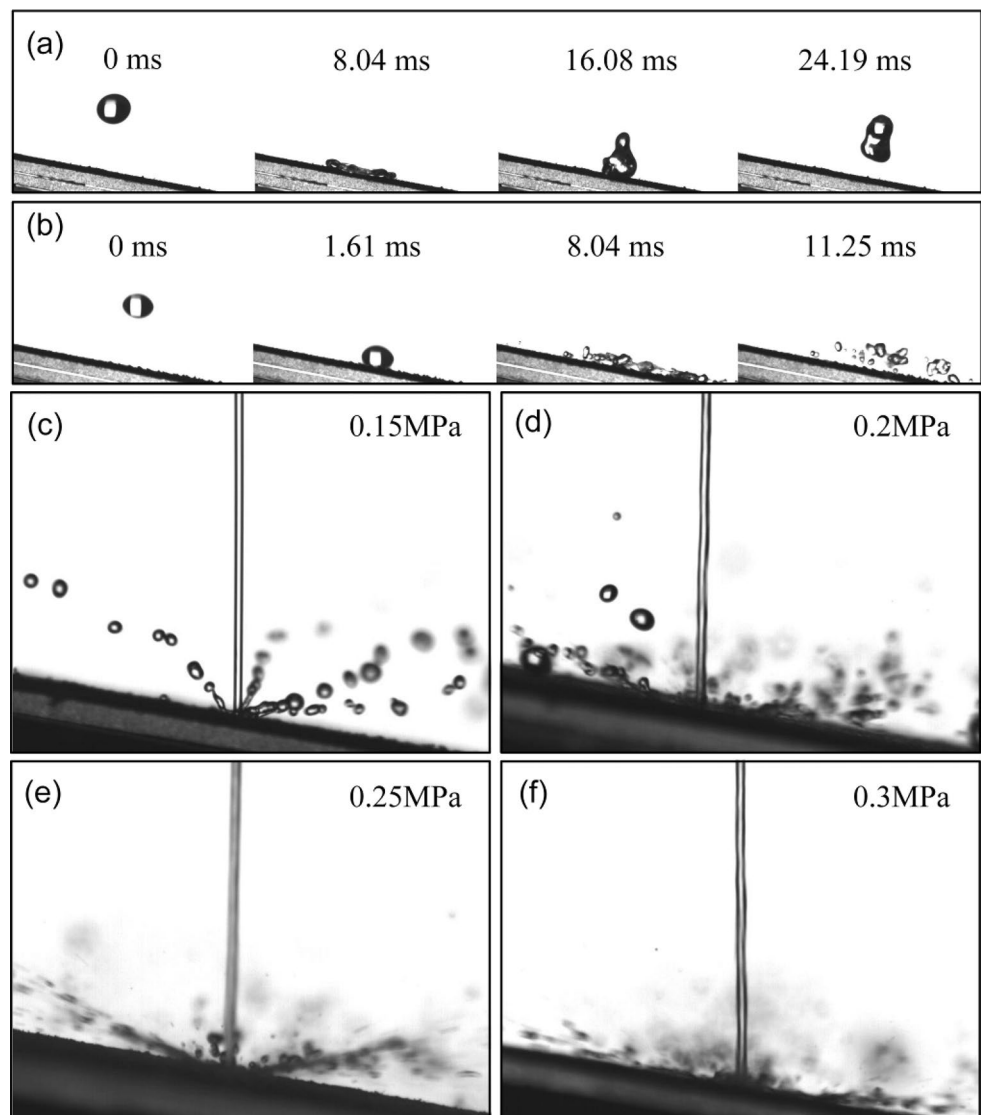 (a)
0 ms 8.04 ms 16.08 ms 24.19 ms
(b)
0 ms 1.61 ms 8.04 ms 11.25 ms
(c) 0.15MPa (d) 0.2MPa
(e) 0.25MPa (f) 0.3MPa